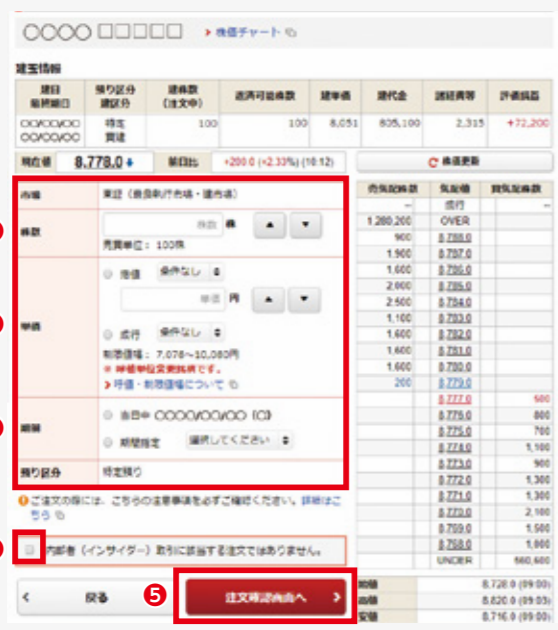 ○○○○ □□□□□ 株価チャート
建玉情報
建日
最終期日
預り区分
建区分
建株数
(注文中)
返済可能株数
建単価
建代金
諸経費等
評価損益
○○/○○/○○
○○/○○/○○
特定
買建
100
100
8,051
805,100
2,315
+72,200
現在値 8,778.0 前日比 +200.0 (+2.33%) (10:12) 株価更新
市場 東証(最良執行市場・建市場)
株数 株数 株
売買単位: 100株
単価 指値 条件なし
単価 円
成行 条件なし
制限値幅: 7,078~10,080円
※ 呼値単位変更銘柄です。
呼値・制限値幅について
期間 当日中 ○○○○/○○/○○ (○)
期間指定 選択してください
預り区分 特定預り
ご注文の際には、こちらの注意事項を必ずご確認ください。詳細はこ
ちら
内部者(インサイダー)取引に該当する注文ではありません。
戻る
5
注文確認画面へ
売気配株数 気配値 買気配株数
-- 成行 --
1,280,200 OVER
900 8,788.0
1,900 8,787.0
1,600 8,786.0
2,000 8,785.0
2,500 8,784.0
1,100 8,783.0
1,600 8,782.0
1,600 8,781.0
1,600 8,780.0
200 8,779.0
8,777.0 500
8,776.0 800
8,775.0 700
8,774.0 1,100
8,773.0 900
8,772.0 1,300
8,771.0 1,300
8,770.0 2,100
8,769.0 1,500
8,768.0 1,000
UNDER 660,600
始値 8,728.0 (09:00)
高値 8,820.0 (09:03)
安値 8,716.0 (09:00)